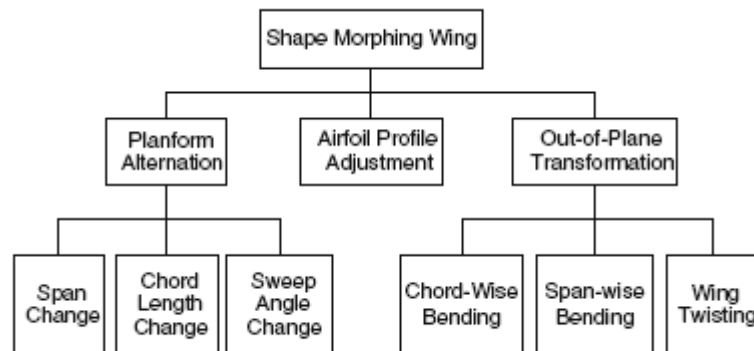 Shape Morphing Wing
Planform
Alternation
Airfoil Profile
Adjustment
Out-of-Plane
Transformation
Span
Change
Chord
Length
Change
Sweep
Angle
Change
Chord-Wise
Bending
Span-wise
Bending
Wing
Twisting